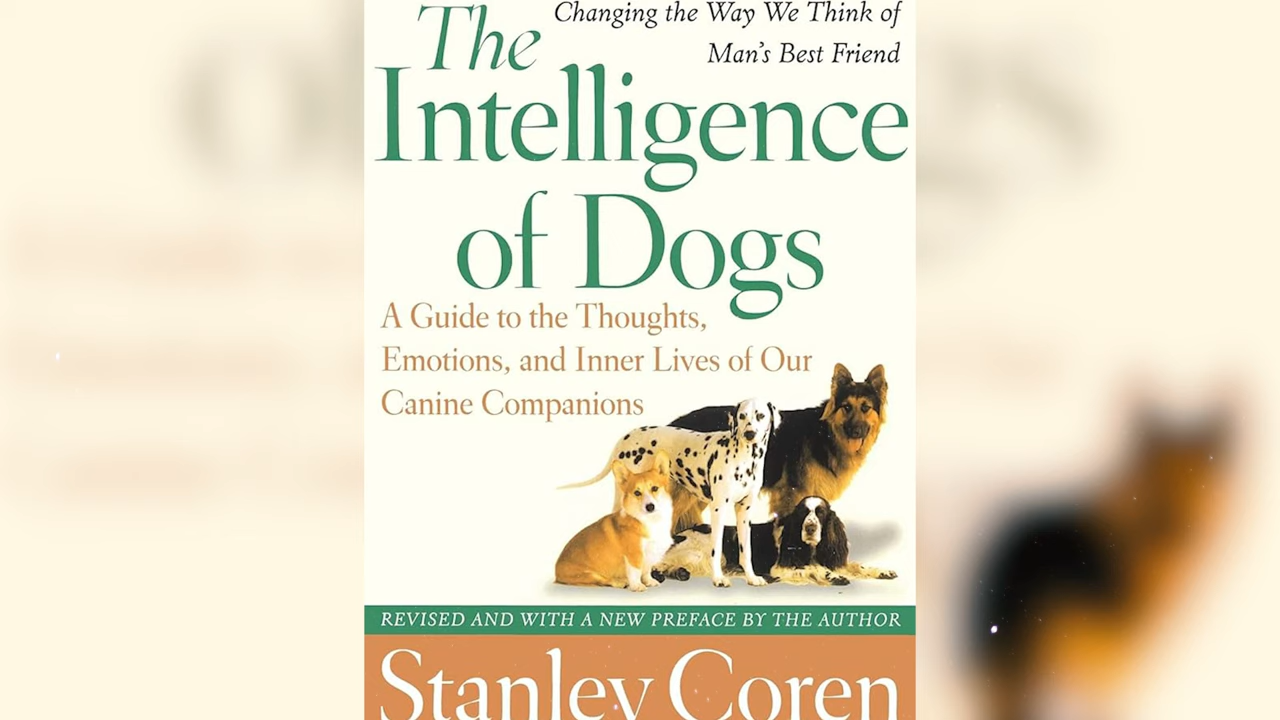 The
Changing the Way We Think of
Man's Best Friend
Intelligence
of Dogs
A Guide to the Thoughts,
Emotions, and Inner Lives of Our
Canine Companions
REVISED AND WITH A NEW PREFACE BY THE AUTHOR
Stanley Coren